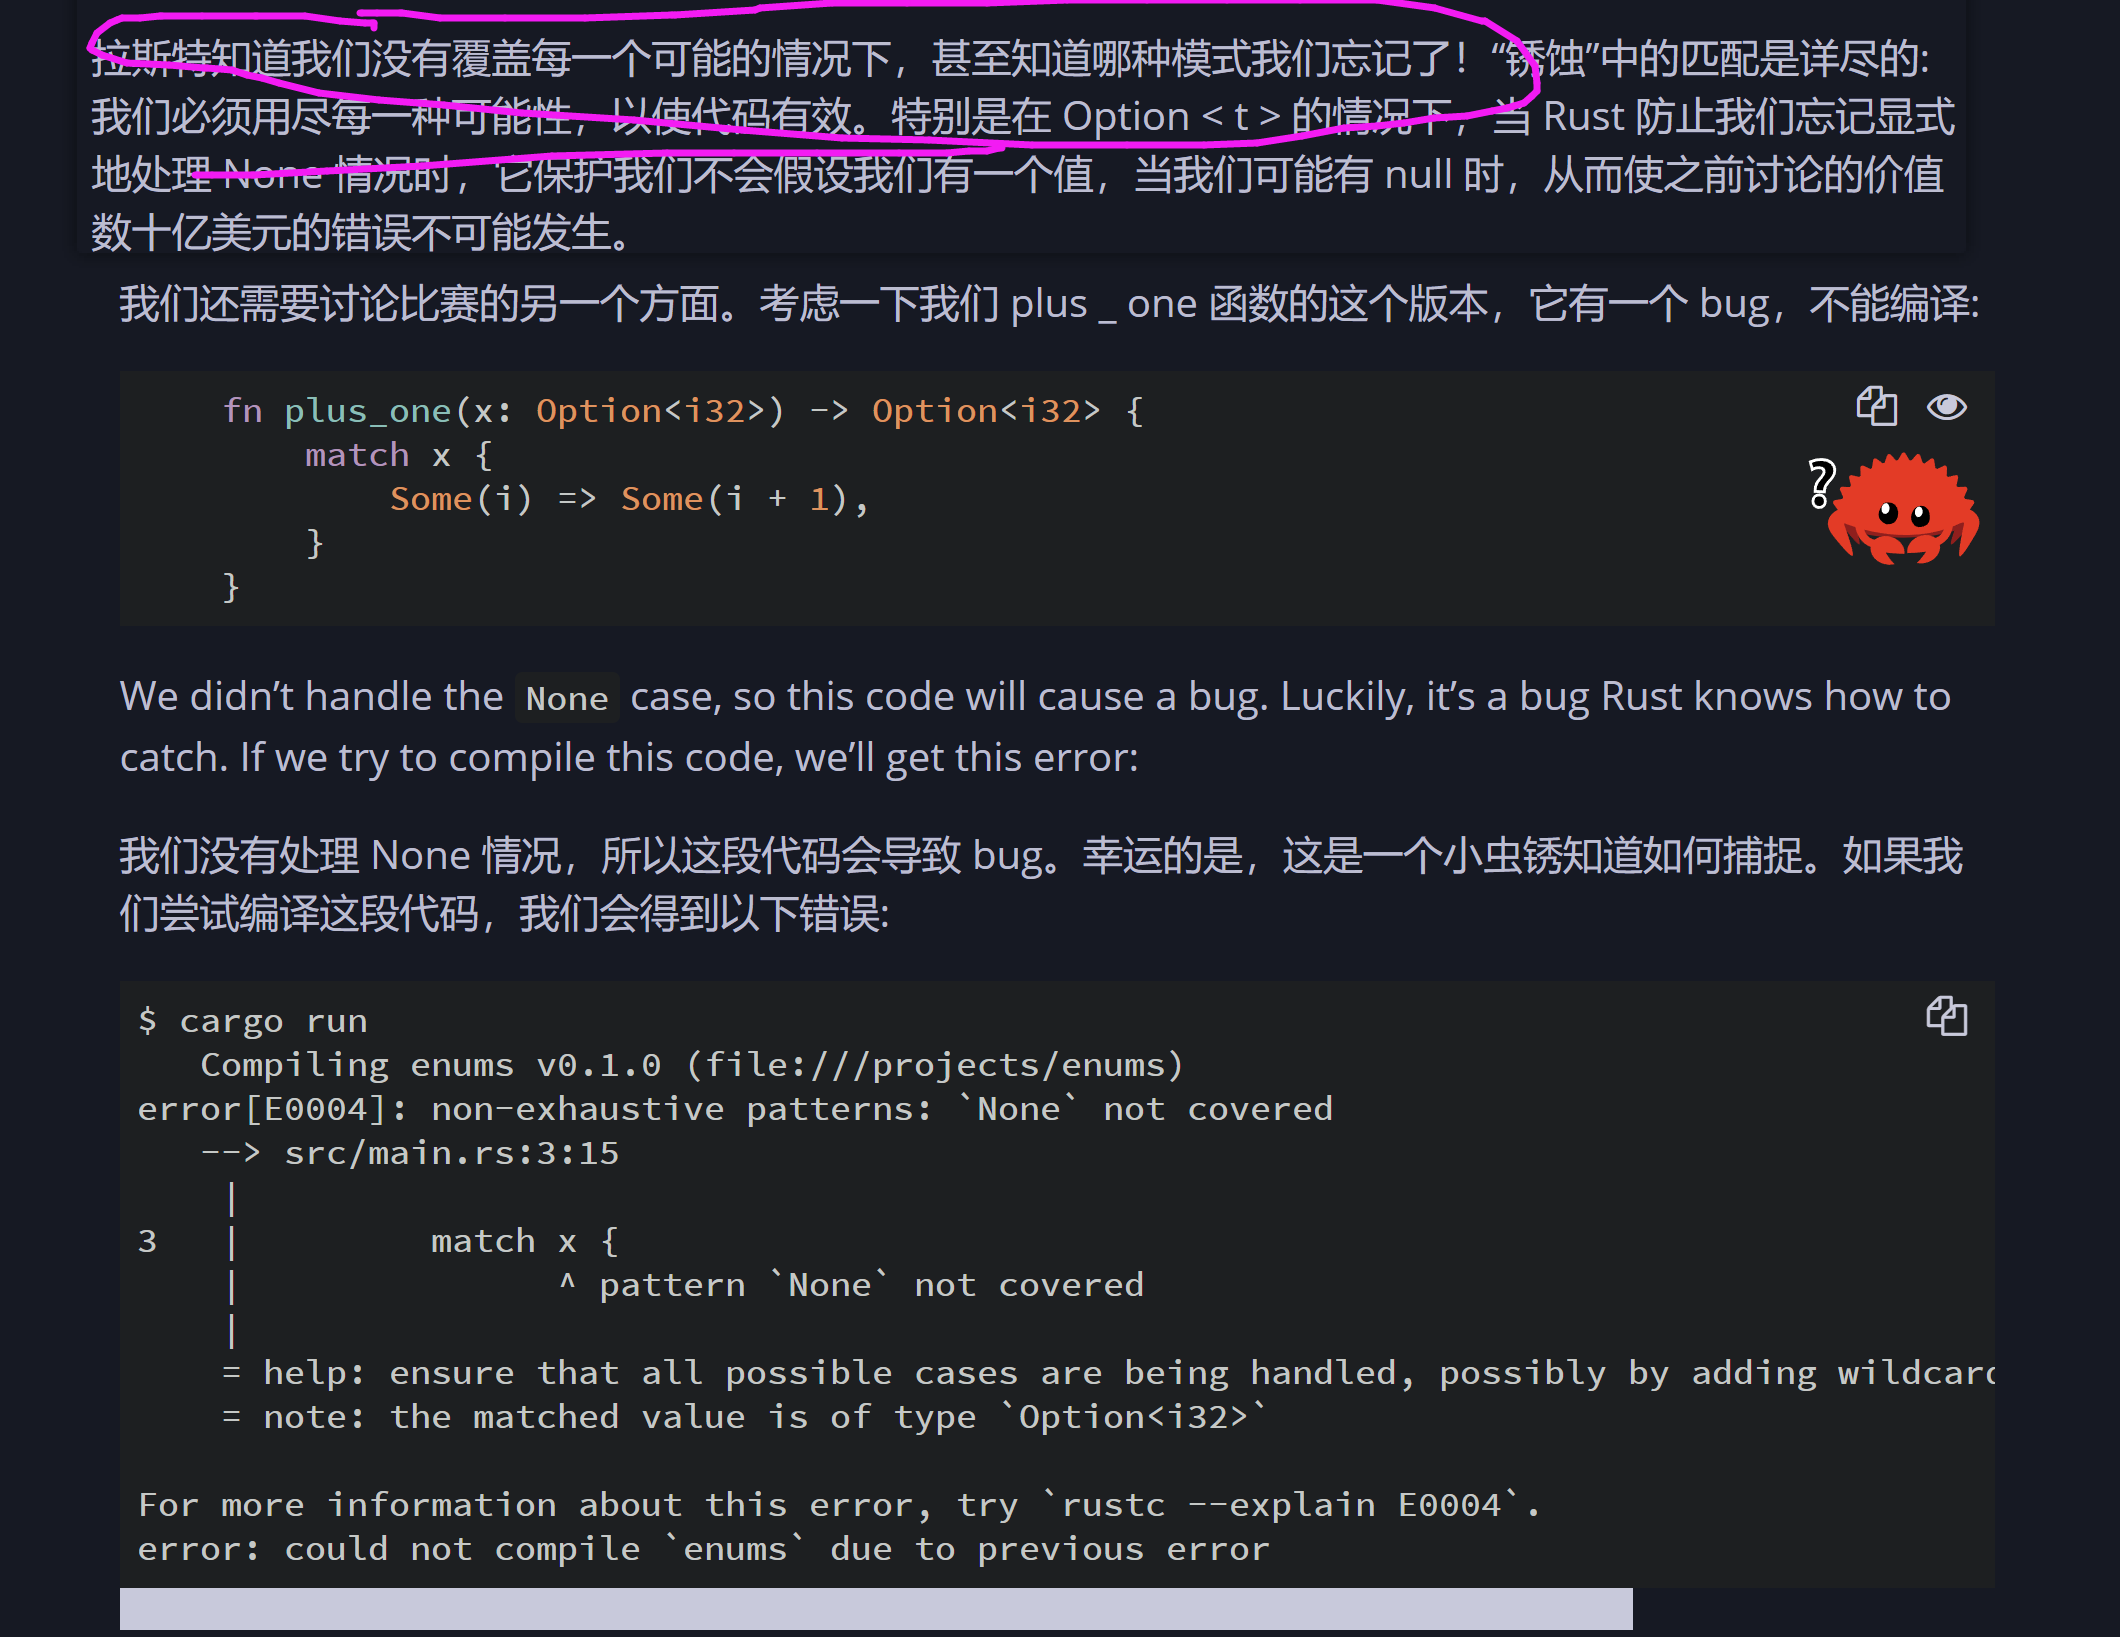 拉斯特知道我们没有覆盖每一个可能的情况下，甚至知道哪种模式我们忘记了！“锈蚀”中的匹配是详尽的:
我们必须用尽每一种可能性，以使代码有效。特别是在 Option < t > 的情况下，当 Rust 防止我们忘记显式
地处理 None 情况时，它保护我们不会假设我们有一个值，当我们可能有 null 时，从而使之前讨论的价值
数十亿美元的错误不可能发生。
我们还需要讨论比赛的另一个方面。考虑一下我们 plus _ one 函数的这个版本，它有一个 bug，不能编译:
fn plus_one(x: Option<i32>) -> Option<i32> {
match x {
Some(i) => Some(i + 1),
}
}
?
We didn’t handle the None case, so this code will cause a bug. Luckily, it’s a bug Rust knows how to
catch. If we try to compile this code, we’ll get this error:
我们没有处理 None 情况，所以这段代码会导致 bug。幸运的是，这是一个小虫锈知道如何捕捉。如果我
们尝试编译这段代码，我们会得到以下错误:
$ cargo run
Compiling enums v0.1.0 (file:///projects/enums)
error[E0004]: non-exhaustive patterns: `None` not covered
--> src/main.rs:3:15
|
3 | match x {
| ^ pattern `None` not covered
|
= help: ensure that all possible cases are being handled, possibly by adding wildcard
= note: the matched value is of type `Option<i32>`
For more information about this error, try `rustc --explain E0004`.
error: could not compile `enums` due to previous error